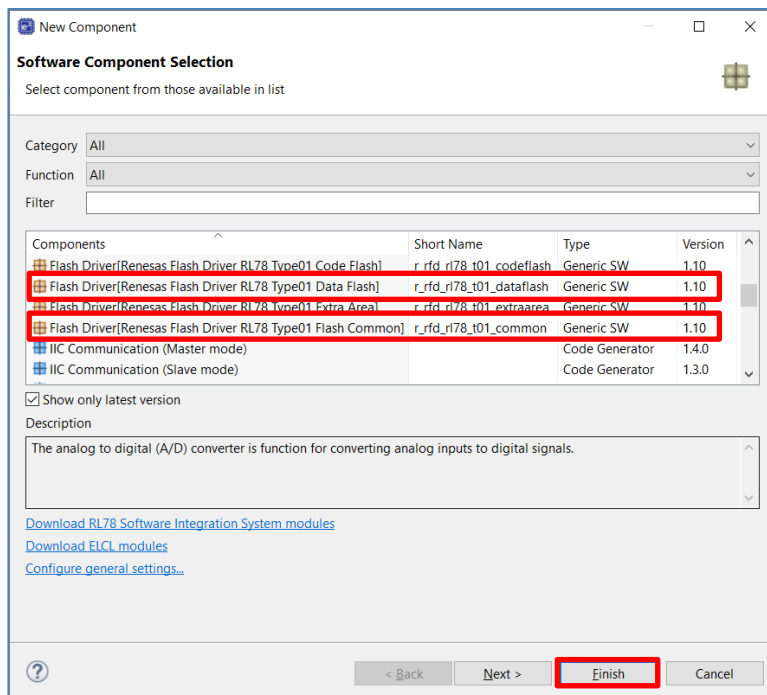 New Component
Software Component Selection
Select component from those available in list
Category All
Function All
Filter
Components Short Name Type Version
Flash Driver[Renesas Flash Driver RL78 Type01 Code Flash] r_rfd_rl78_t01_codeflash Generic SW 1.10
Flash Driver[Renesas Flash Driver RL78 Type01 Data Flash] r_rfd_rl78_t01_dataflash Generic SW 1.10
Flash Driver[Renesas Flash Driver RL78 Type01 Extra Area] r_rfd_rl78_t01_extraarea Generic SW 1.10
Flash Driver[Renesas Flash Driver RL78 Type01 Flash Common] r_rfd_rl78_t01_common Generic SW 1.10
IIC Communication (Master mode) Code Generator 1.4.0
IIC Communication (Slave mode) Code Generator 1.3.0
Show only latest version
Description
The analog to digital (A/D) converter is function for converting analog inputs to digital signals.
Download RL78 Software Integration System modules
Download ELCL modules
Configure general settings...
? < Back Next > Finish Cancel